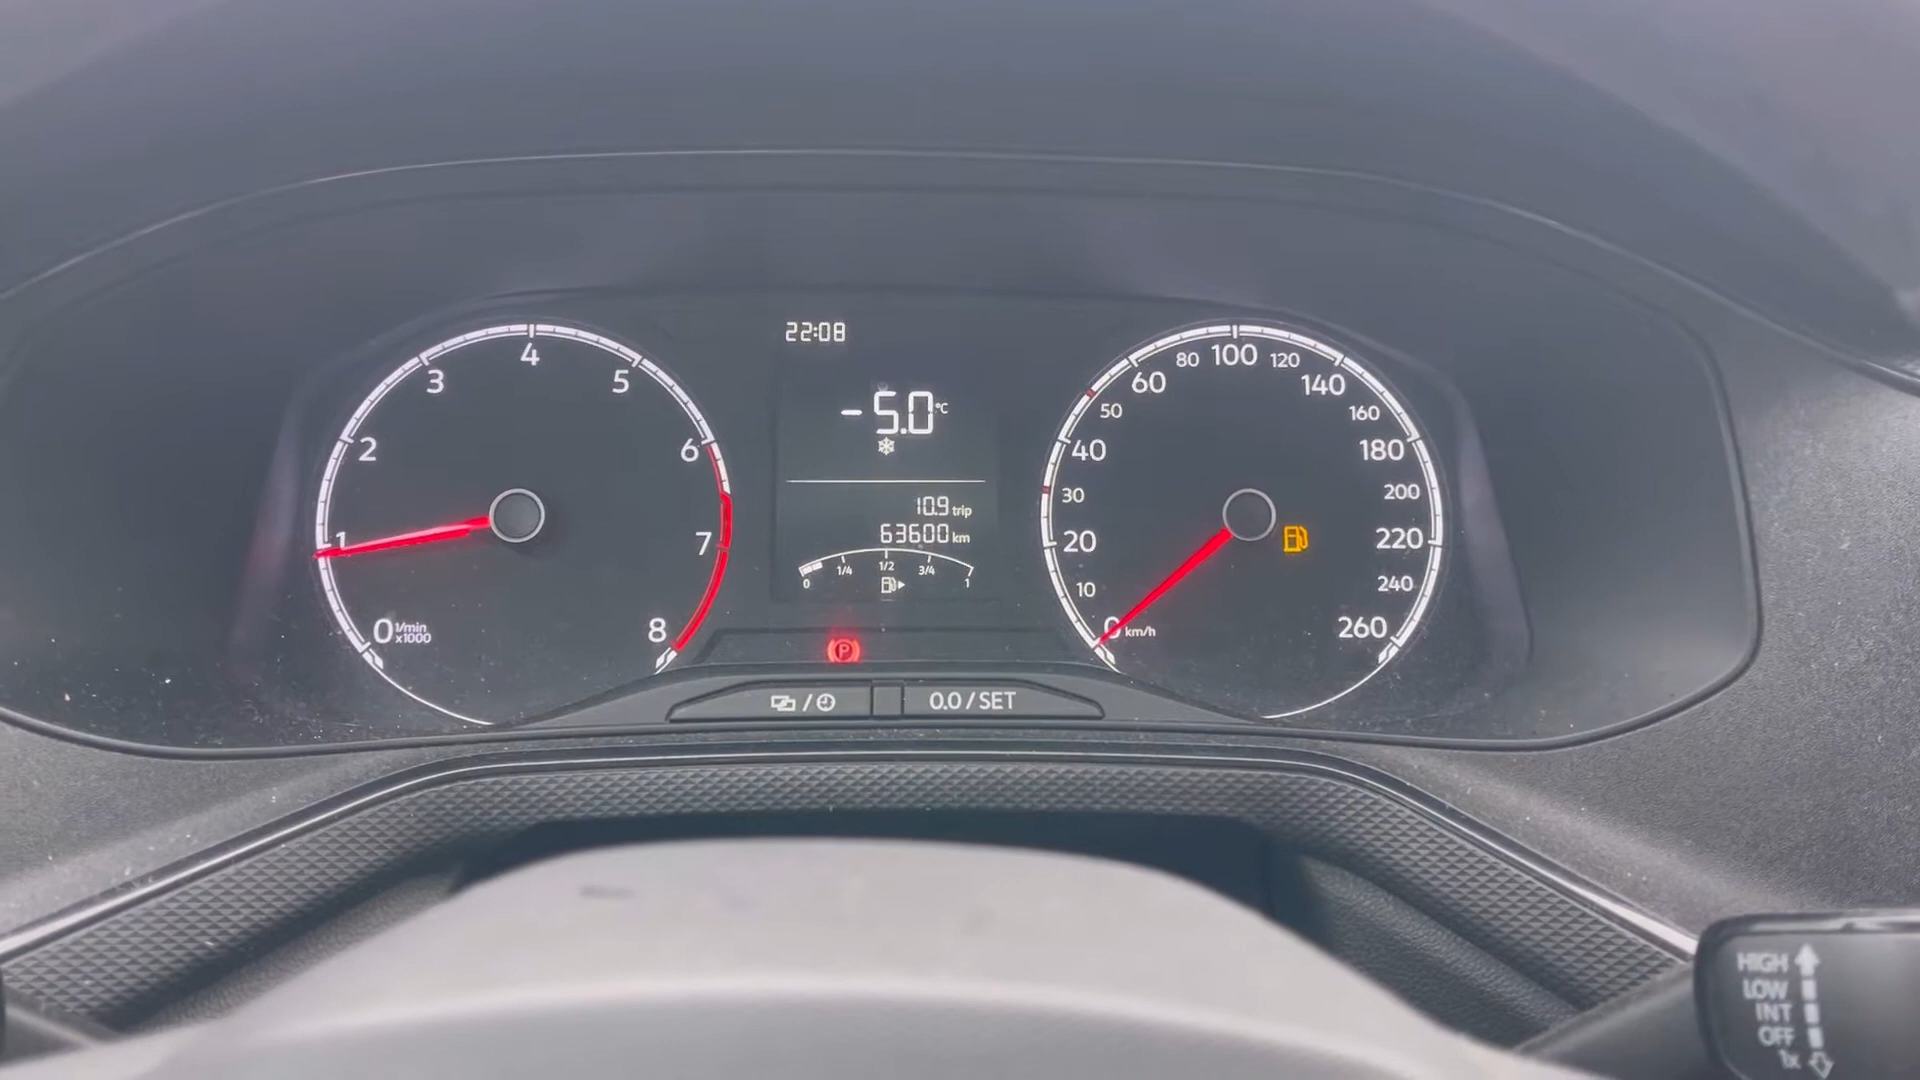 22:08
-5.0°C
10.9 trip
63600 km
0 1/4 1/2 3/4 1
0 1 2 3 4 5 6 7 8
1/min
x1000
0 10 20 30 40 50 60 80 100 120 140 160 180 200 220 240 260
km/h
P
0.0/SET
HIGH
LOW
INT
OFF
1x